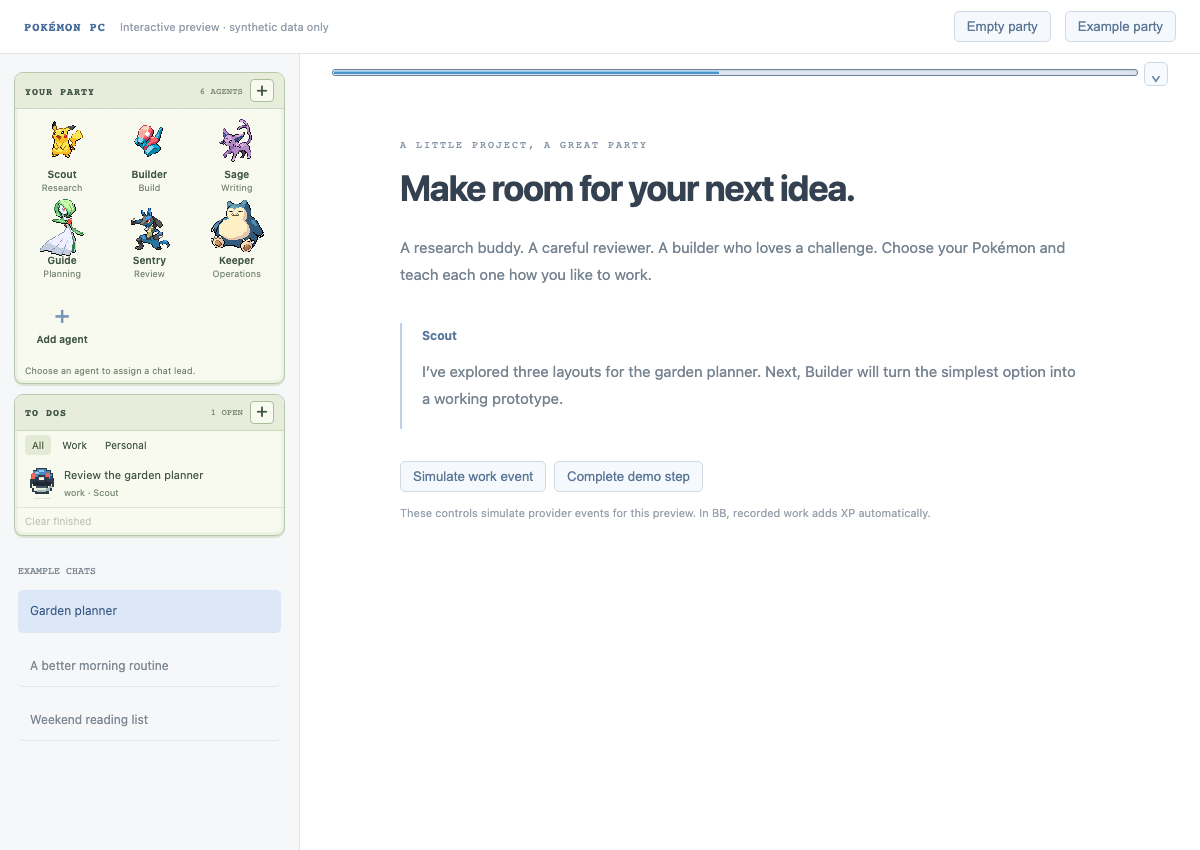 POKÉMON PC
Interactive preview · synthetic data only
Empty party
Example party
YOUR PARTY
6 AGENTS
Scout
Builder
Sage
Research
Build
Writing
Guide
Sentry
Keeper
Planning
Review
Operations
Add agent
Choose an agent to assign a chat lead.
TO DOS
1 OPEN
All
Work
Personal
Review the garden planner
work · Scout
Clear finished
EXAMPLE CHATS
Garden planner
A better morning routine
Weekend reading list
A LITTLE PROJECT, A GREAT PARTY
Make room for your next idea.
A research buddy. A careful reviewer. A builder who loves a challenge. Choose your Pokémon and
teach each one how you like to work.
Scout
I’ve explored three layouts for the garden planner. Next, Builder will turn the simplest option into
a working prototype.
Simulate work event
Complete demo step
These controls simulate provider events for this preview. In BB, recorded work adds XP automatically.